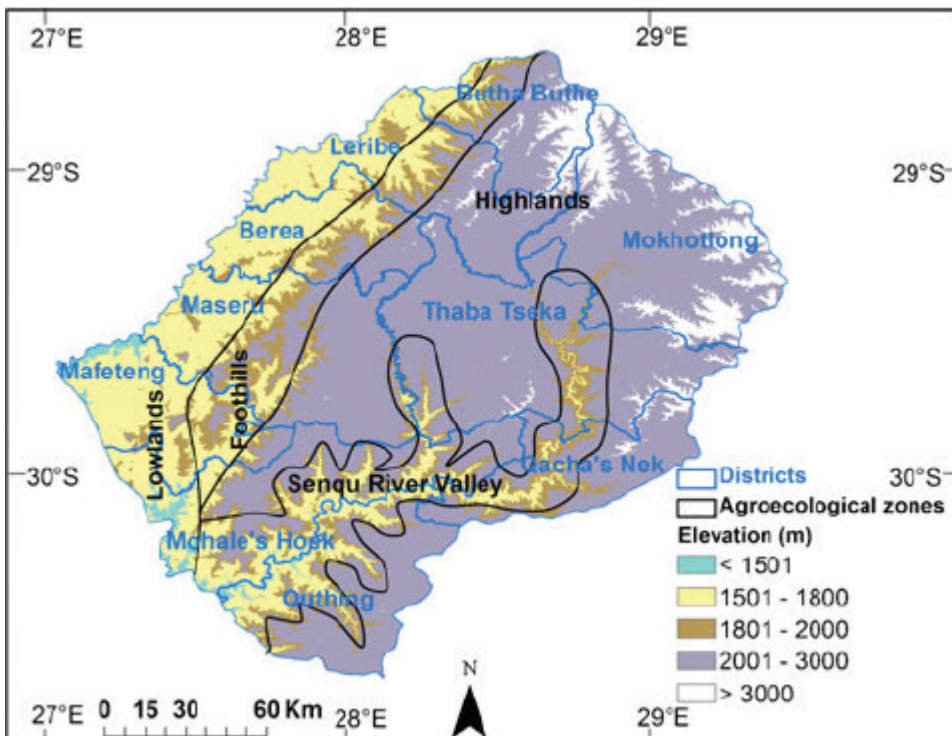 27°E 28°E 29°E
Butha Buthe
Leribe
29°S 29°S
Highlands
Berea
Mokhotlong
Maseru
Thaba Tseka
Mafeteng
Lowlands
Foothills
Qacha's Nek
30°S 30°S
Senqu River Valley
Districts
Agroecological zones
Elevation (m)
Mohale's Hoek
< 1501
1501 - 1800
Quthing
1801 - 2000
2001 - 3000
N
> 3000
27°E 0 15 30 60 Km 28°E 29°E